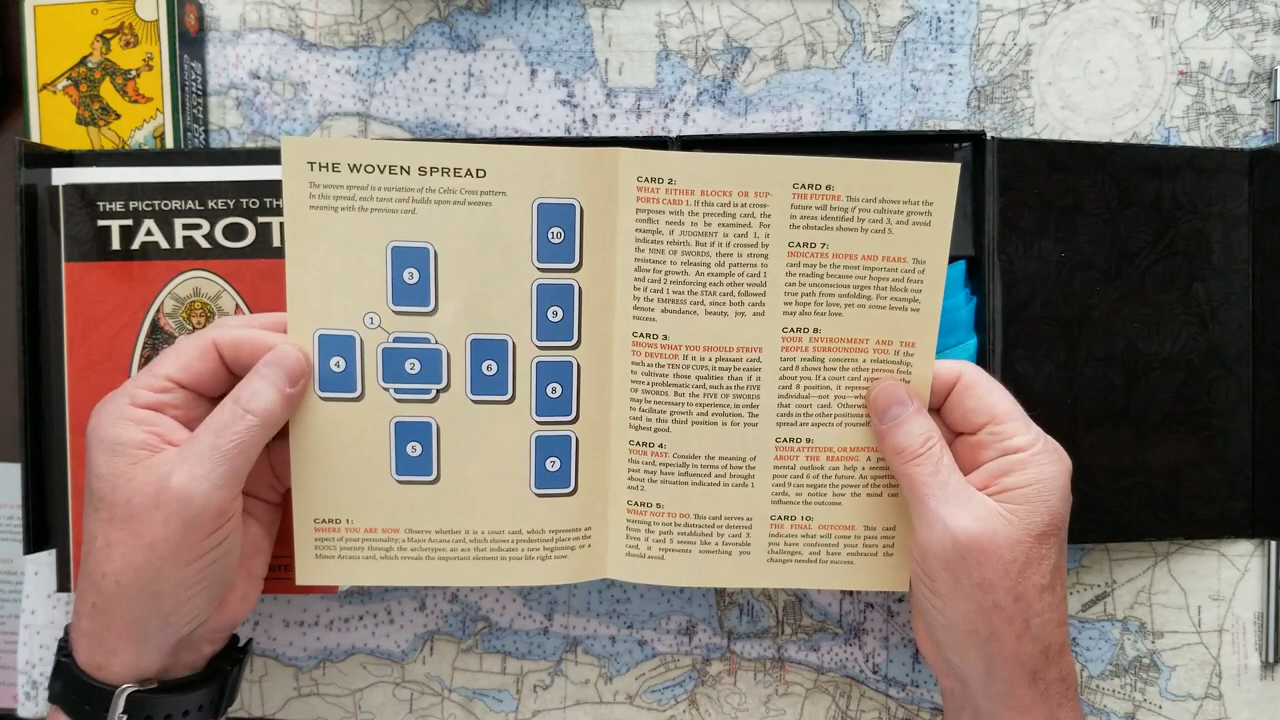 SMITH-W
TAROT D
CENTENNIAL
THE PICTORIAL KEY TO TH
TAROT
THE WOVEN SPREAD
The woven spread is a variation of the Celtic Cross pattern.
In this spread, each tarot card builds upon and weaves
meaning with the previous card.
10
3
9
1
4
2
6
8
5
7
CARD 1:
WHERE YOU ARE NOW. Observe whether it is a court card, which represents an
aspect of your personality; a Major Arcana card, which shows a predestined place on the
FOOL'S journey through the archetypes; an ace that indicates a new beginning; or a
Minor Arcana card, which reveals the important element in your life right now.
CARD 2:
WHAT EITHER BLOCKS OR SUP-
PORTS CARD 1. If this card is at cross-
purposes with the preceding card, the
conflict needs to be examined. For
example, if JUDGMENT is card 1, it
indicates rebirth. But if it if crossed by
the NINE OF SWORDS, there is strong
resistance to releasing old patterns to
allow for growth. An example of card 1
and card 2 reinforcing each other would
be if card 1 was the STAR card, followed
by the EMPRESS card, since both cards
denote abundance, beauty, joy, and
success.
CARD 3:
SHOWS WHAT YOU SHOULD STRIVE
TO DEVELOP. If it is a pleasant card,
such as the TEN OF CUPS, it may be easier
to cultivate those qualities than if it
were a problematic card, such as the FIVE
OF SWORDS. But the FIVE OF SWORDS
may be necessary to experience, in order
to facilitate growth and evolution. The
card in this third position is for your
highest good.
CARD 4:
YOUR PAST. Consider the meaning of
this card, especially in terms of how the
past may have influenced and brought
about the situation indicated in cards 1
and 2.
CARD 5:
WHAT NOT TO DO. This card serves as
warning to not be distracted or deterred
from the path established by card 3.
Even if card 5 seems like a favorable
card, it represents something you
should avoid.
CARD 6:
THE FUTURE. This card shows what the
future will bring if you cultivate growth
in areas identified by card 3, and avoid
the obstacles shown by card 5.
CARD 7:
INDICATES HOPES AND FEARS. This
card may be the most important card of
the reading because our hopes and fears
can be unconscious urges that block our
true path from unfolding. For example,
we hope for love, yet on some levels we
may also fear love.
CARD 8:
YOUR ENVIRONMENT AND THE
PEOPLE SURROUNDING YOU. If the
tarot reading concerns a relationship,
card 8 shows how the other person feels
about you. If a court card appe the
card 8 position, it repres
individual—not you—wh
that court card. Otherwis
cards in the other positions o
spread are aspects of yourself.
CARD 9:
YOUR ATTITUDE, OR MENTAL
ABOUT THE READING. A po
mental outlook can help a seemi
poor card 6 of the future. An upsetti
card 9 can negate the power of the other
cards, so notice how the mind can
influence the outcome.
CARD 10:
THE FINAL OUTCOME. This card
indicates what will come to pass once
you have confronted your fears and
challenges, and have embraced the
changes needed for success.